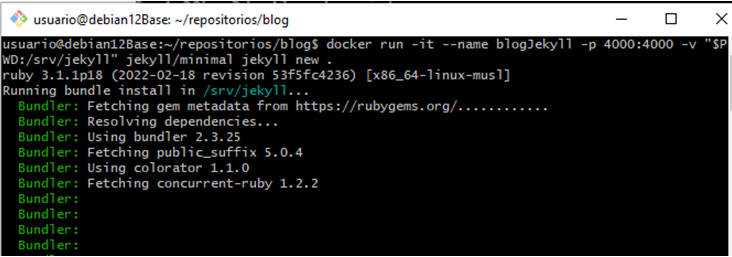 usuario@debian12Base: ~/repositorios/blog
usuario@debian12Base:~/repositorios/blog$ docker run -it --name blogJekyll -p 4000:4000 -v "$P
WD:/srv/jekyll" jekyll/minimal jekyll new .
ruby 3.1.1p18 (2022-02-18 revision 53f5fc4236) [x86_64-linux-musl]
Running bundle install in /srv/jekyll...
  Bundler: Fetching gem metadata from https://rubygems.org/............
  Bundler: Resolving dependencies...
  Bundler: Using bundler 2.3.25
  Bundler: Fetching public_suffix 5.0.4
  Bundler: Using colorator 1.1.0
  Bundler: Fetching concurrent-ruby 1.2.2
  Bundler:
  Bundler:
  Bundler:
  Bundler: